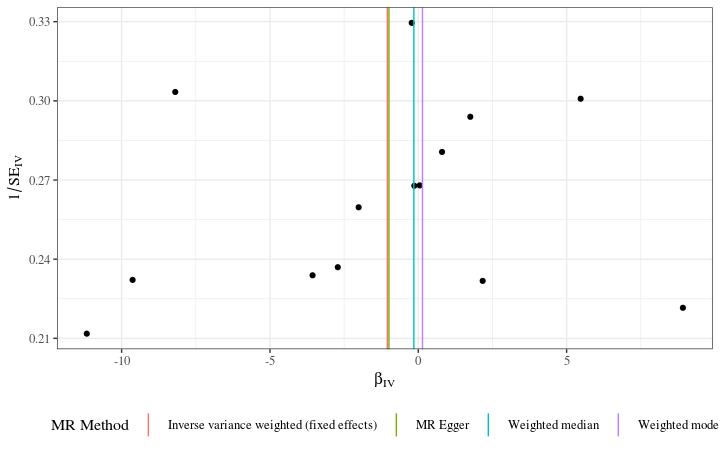 0.33
0.30
0.27
0.24
0.21
1/SE_IV
-10
-5
0
5
β_IV
MR Method
Inverse variance weighted (fixed effects)
MR Egger
Weighted median
Weighted mode